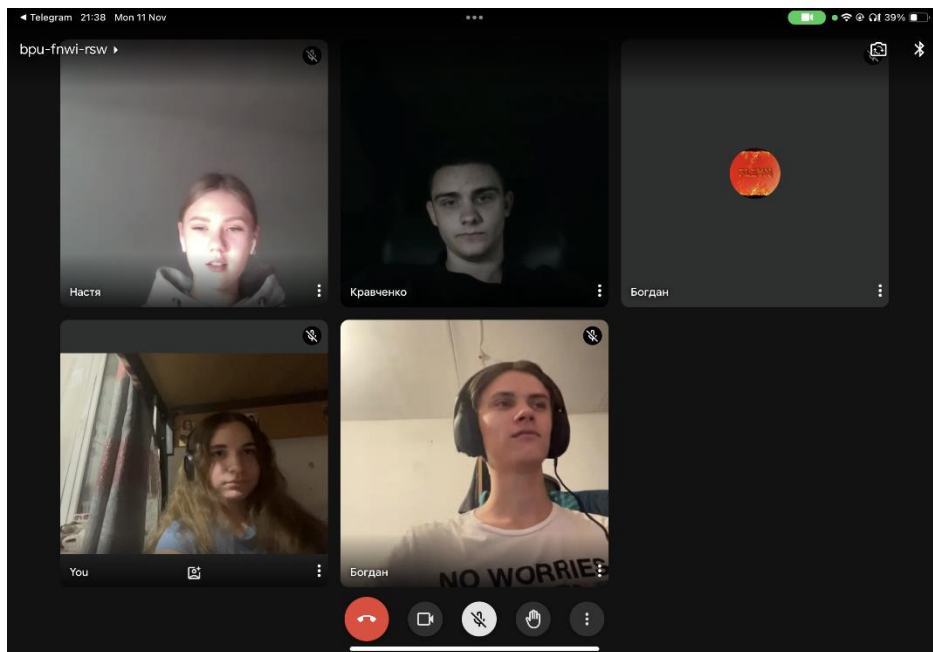 ◀ Telegram 21:38 Mon 11 Nov
39%
bpu-fnwi-rsw
Настя
Кравченко
Богдан
You
Богдан
NO WORRIES